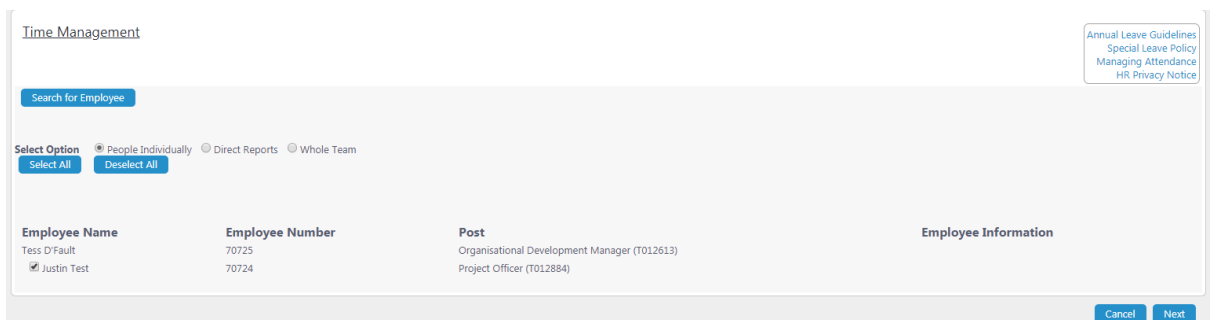 Time Management
Annual Leave Guidelines
Special Leave Policy
Managing Attendance
HR Privacy Notice
Search for Employee
Select Option People Individually Direct Reports Whole Team
Select All Deselect All
Employee Name Employee Number Post Employee Information
Tess D'Fault 70725 Organisational Development Manager (T012613)
Justin Test 70724 Project Officer (T012884)
Cancel Next